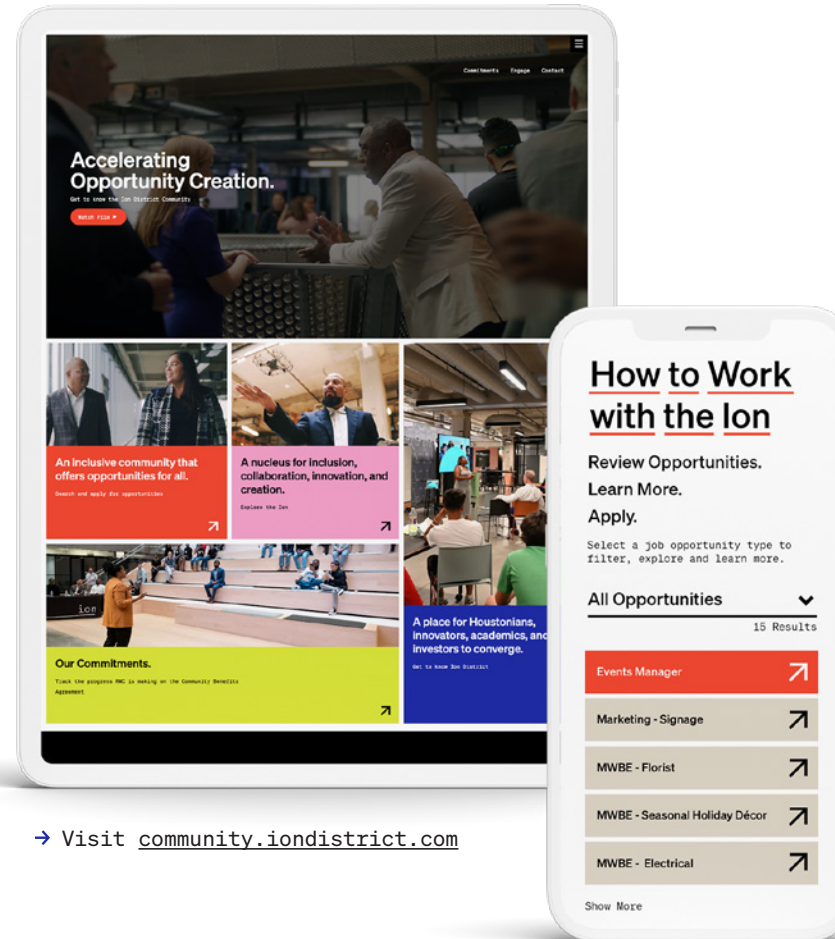 Commitments Engage Contact
Accelerating
Opportunity Creation.
Get to know the Ion District Community
Watch Film
An inclusive community that
offers opportunities for all.
Search and apply for opportunities
A nucleus for inclusion,
collaboration, innovation, and
creation.
Explore the Ion
ion
Our Commitments.
Track the progress RMC is making on the Community Benefits
Agreement
A place for Houstonians,
innovators, academics, and
investors to converge.
Get to know Ion District
How to Work
with the Ion
Review Opportunities.
Learn More.
Apply.
Select a job opportunity type to
filter, explore and learn more.
All Opportunities
15 Results
Events Manager
Marketing - Signage
MWBE - Florist
MWBE - Seasonal Holiday Décor
MWBE - Electrical
Show More
→ Visit community.iondistrict.com